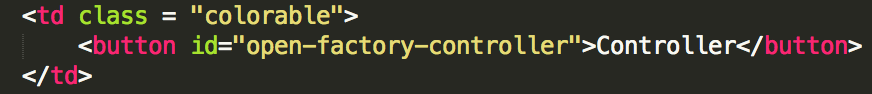 <td class = "colorable">
<button id="open-factory-controller">Controller</button>
</td>